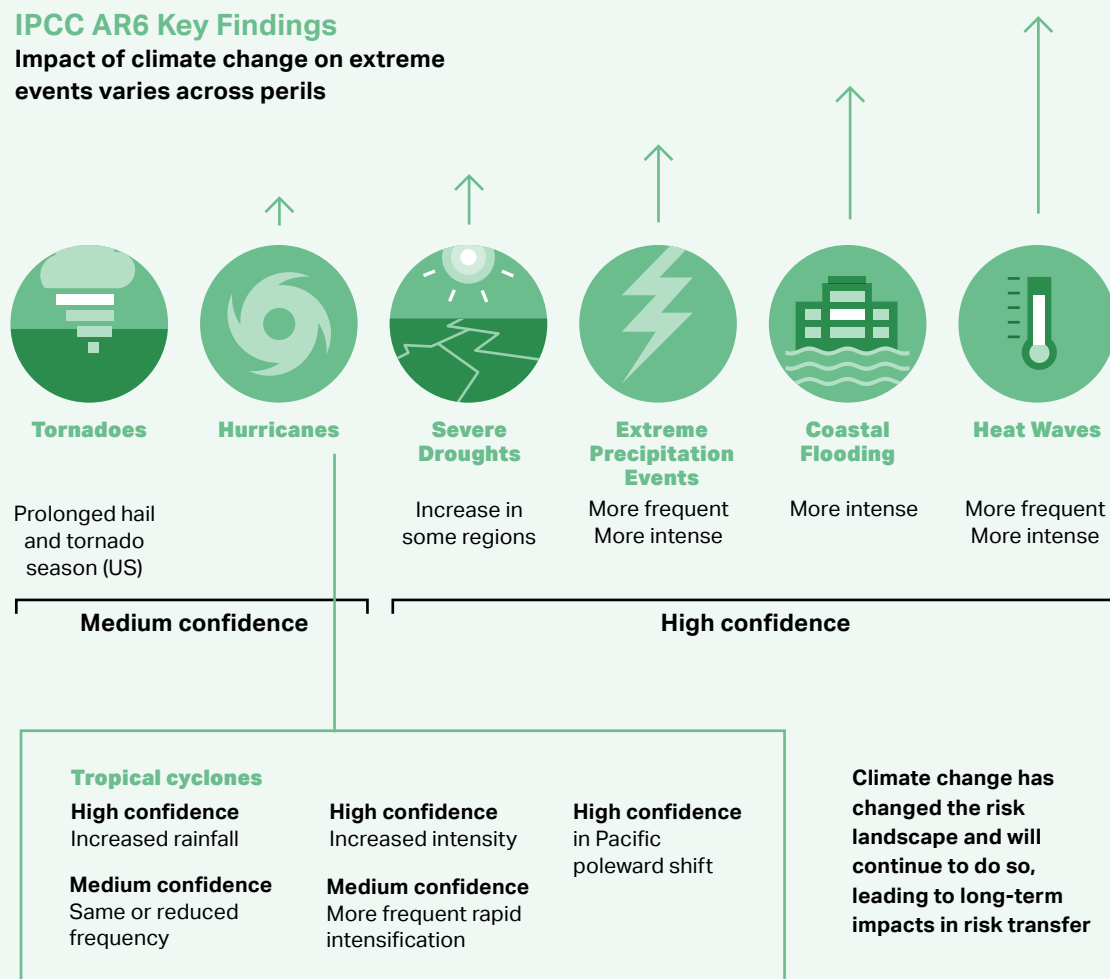 IPCC AR6 Key Findings
Impact of climate change on extreme
events varies across perils
Tornadoes
Hurricanes
Severe
Droughts
Extreme
Precipitation
Events
Coastal
Flooding
Heat Waves
Prolonged hail
and tornado
season (US)
Increase in
some regions
More frequent
More intense
More intense
More frequent
More intense
Medium confidence
High confidence
Tropical cyclones
High confidence
Increased rainfall
Medium confidence
Same or reduced
frequency
High confidence
Increased intensity
Medium confidence
More frequent rapid
intensification
High confidence
in Pacific
poleward shift
Climate change has
changed the risk
landscape and will
continue to do so,
leading to long-term
impacts in risk transfer